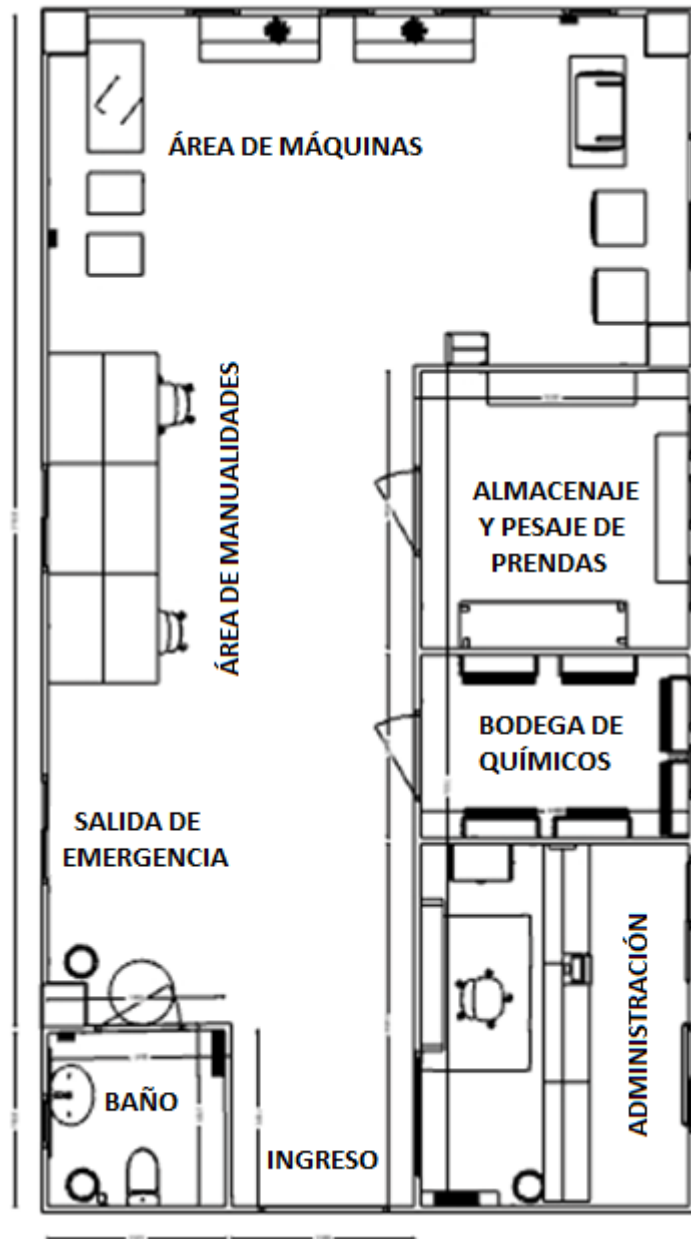 ÁREA DE MÁQUINAS
ÁREA DE MANUALIDADES
ALMACENAJE
Y PESAJE DE
PRENDAS
BODEGA DE
QUÍMICOS
SALIDA DE
EMERGENCIA
ADMINISTRACIÓN
BAÑO
INGRESO